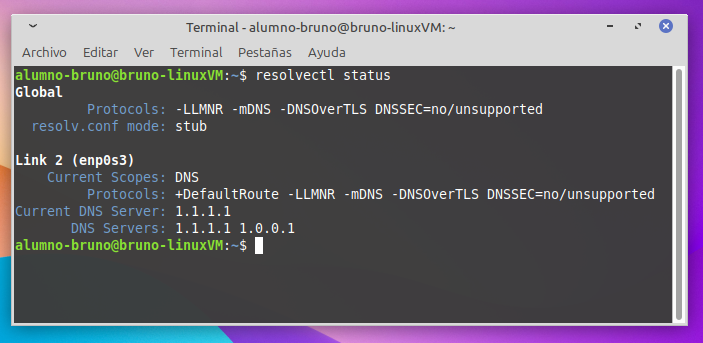 Terminal - alumno-bruno@bruno-linuxVM: ~
Archivo Editar Ver Terminal Pestañas Ayuda
alumno-bruno@bruno-linuxVM:~$ resolvectl status
Global
Protocols: -LLMNR -mDNS -DNSOverTLS DNSSEC=no/unsupported
resolv.conf mode: stub
Link 2 (enp0s3)
Current Scopes: DNS
Protocols: +DefaultRoute -LLMNR -mDNS -DNSOverTLS DNSSEC=no/unsupported
Current DNS Server: 1.1.1.1
DNS Servers: 1.1.1.1 1.0.0.1
alumno-bruno@bruno-linuxVM:~$